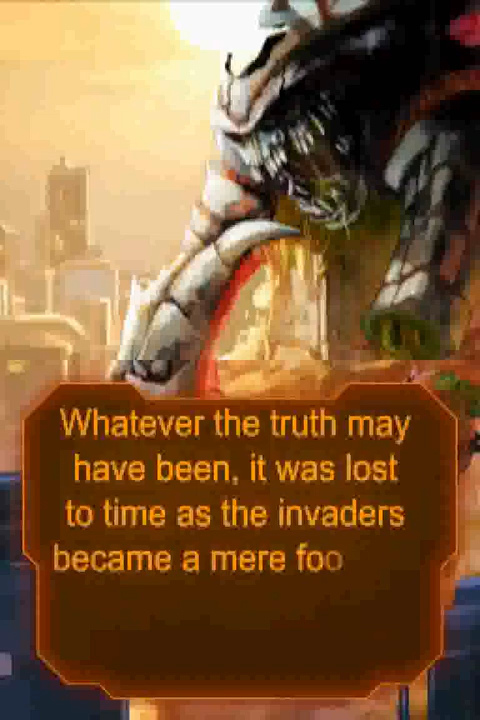 Whatever the truth may
have been, it was lost
to time as the invaders
became a mere foo